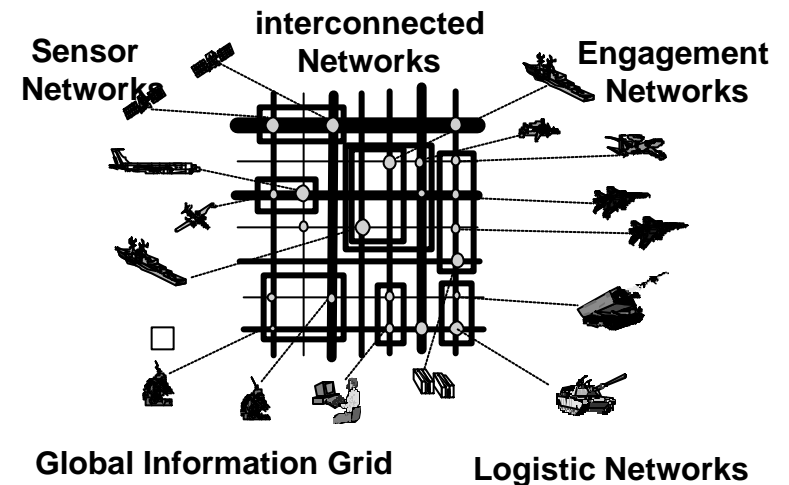 interconnected
Networks
Sensor
Networks
Engagement
Networks
Global Information Grid
Logistic Networks